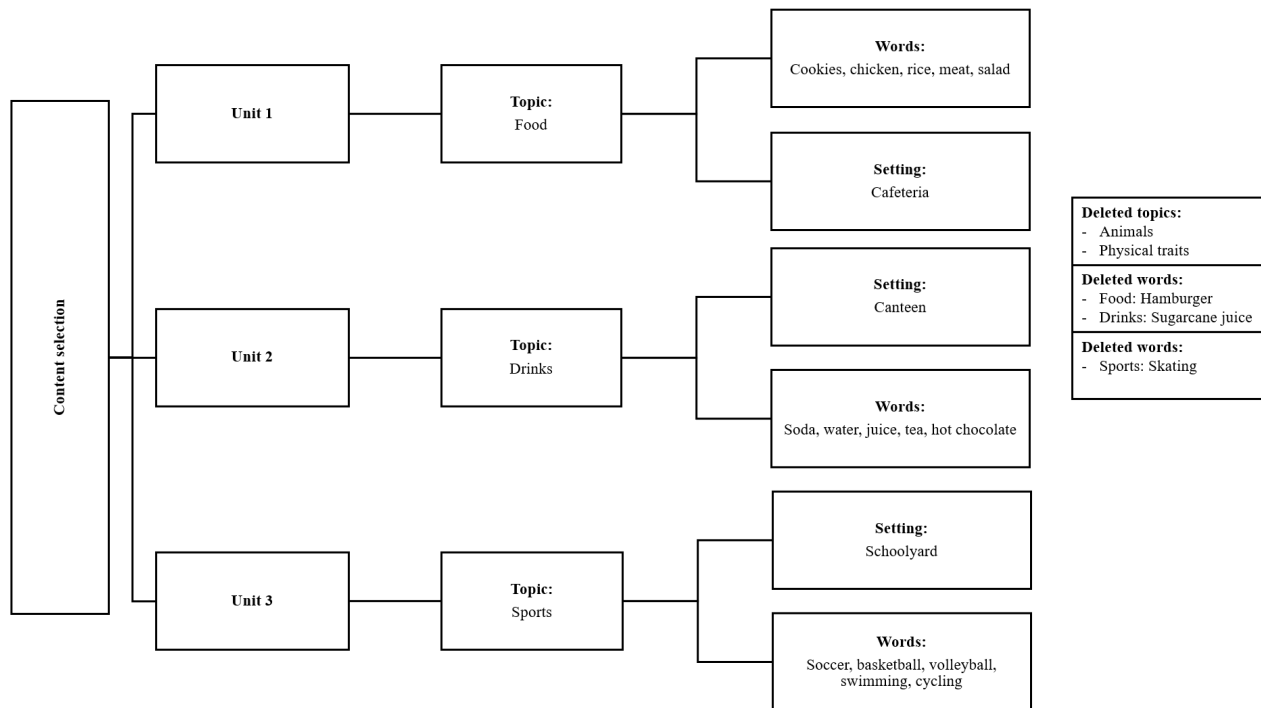 Content selection
Unit 1
Topic:
Food
Words:
Cookies, chicken, rice, meat, salad
Setting:
Cafeteria
Unit 2
Topic:
Drinks
Setting:
Canteen
Words:
Soda, water, juice, tea, hot chocolate
Unit 3
Topic:
Sports
Setting:
Schoolyard
Words:
Soccer, basketball, volleyball,
swimming, cycling
Deleted topics:
- Animals
- Physical traits
Deleted words:
- Food: Hamburger
- Drinks: Sugarcane juice
Deleted words:
- Sports: Skating